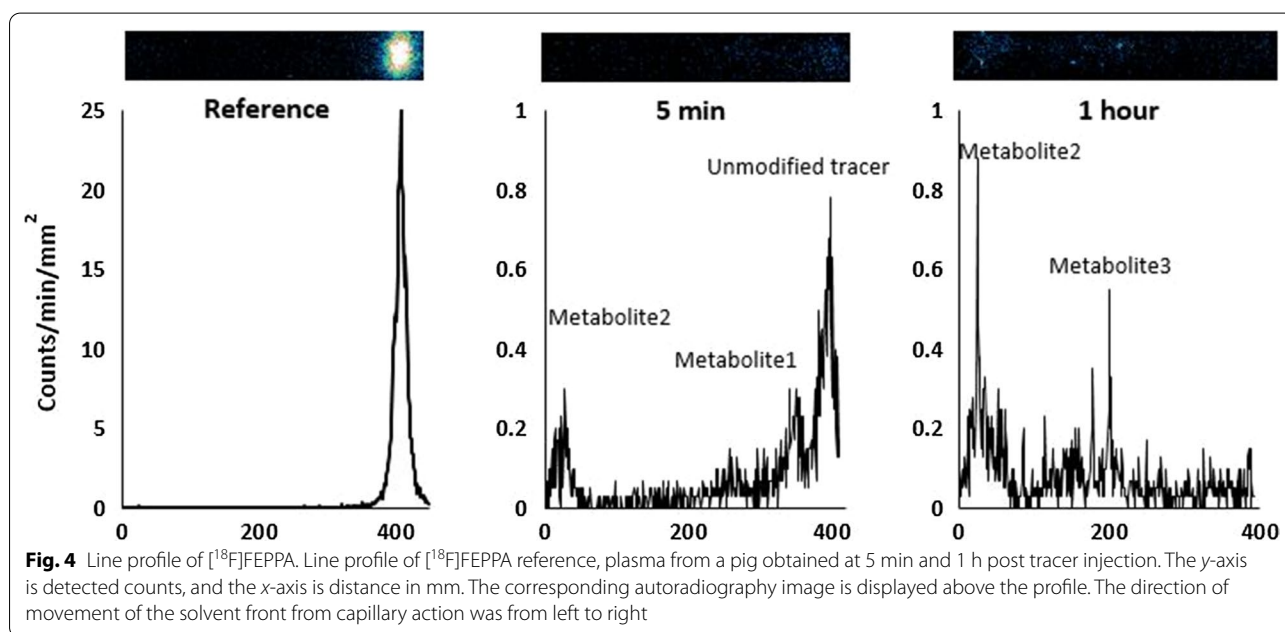 Reference
5 min
1 hour
Counts/min/mm²
25
20
15
10
5
0
0 200 400
1
0.8
0.6
0.4
0.2
0
0 200 400
Unmodified tracer
Metabolite2
Metabolite1
1
0.8
0.6
0.4
0.2
0
0 200 400
Metabolite2
Metabolite3
Fig. 4 Line profile of [¹⁸F]FEPPA. Line profile of [¹⁸F]FEPPA reference, plasma from a pig obtained at 5 min and 1 h post tracer injection. The y-axis
is detected counts, and the x-axis is distance in mm. The corresponding autoradiography image is displayed above the profile. The direction of
movement of the solvent front from capillary action was from left to right